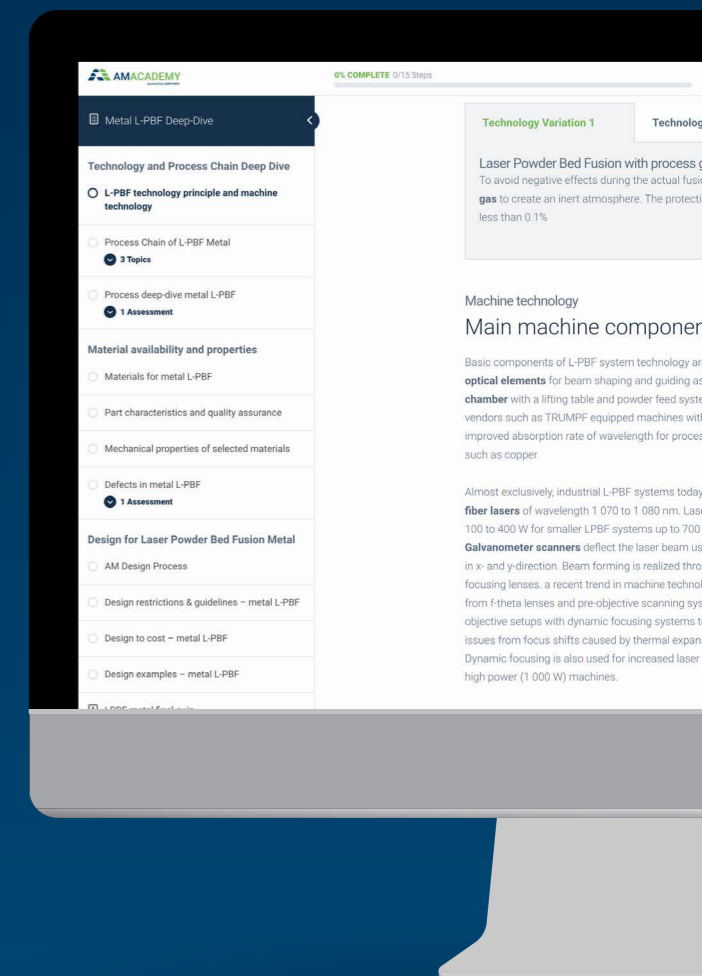 AMACADEMY
0% COMPLETE 0/15 Steps
Metal L-PBF Deep-Dive
Technology and Process Chain Deep Dive
L-PBF technology principle and machine
technology
Process Chain of L-PBF Metal
3 Topics
Process deep-dive metal L-PBF
1 Assessment
Material availability and properties
Materials for metal L-PBF
Part characteristics and quality assurance
Mechanical properties of selected materials
Defects in metal L-PBF
1 Assessment
Design for Laser Powder Bed Fusion Metal
AM Design Process
Design restrictions & guidelines – metal L-PBF
Design to cost – metal L-PBF
Design examples – metal L-PBF
Technology Variation 1
Technolog
Laser Powder Bed Fusion with process g
To avoid negative effects during the actual fusi
gas to create an inert atmosphere. The protecti
less than 0.1%
Machine technology
Main machine componen
Basic components of L-PBF system technology ar
optical elements for beam shaping and guiding as
chamber with a lifting table and powder feed syste
vendors such as TRUMPF equipped machines with
improved absorption rate of wavelength for proces
such as copper.
Almost exclusively, industrial L-PBF systems today
fiber lasers of wavelength 1 070 to 1 080 nm. Lase
100 to 400 W for smaller LPBF systems up to 700
Galvanometer scanners deflect the laser beam us
in x- and y-direction. Beam forming is realized thro
focusing lenses. a recent trend in machine technol
from f-theta lenses and pre-objective scanning sys
objective setups with dynamic focusing systems t
issues from focus shifts caused by thermal expan
Dynamic focusing is also used for increased laser
high power (1 000 W) machines.